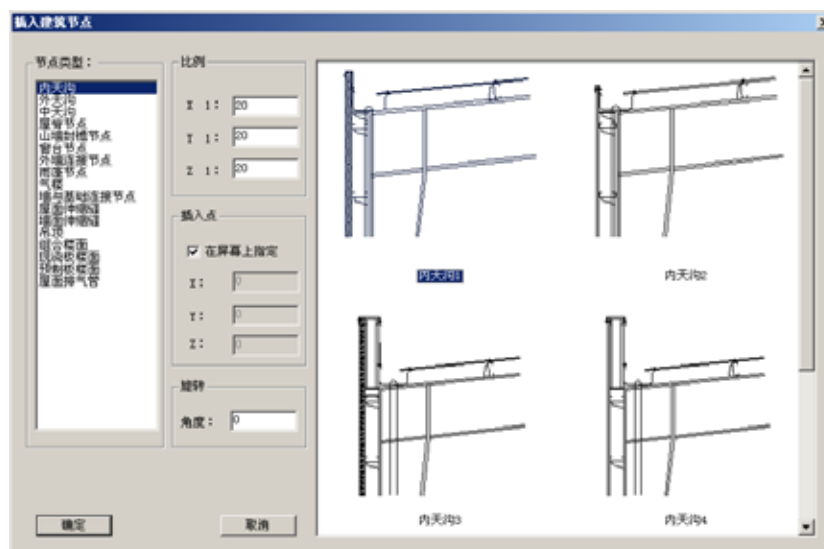 插入建筑节点
节点类型：
内天沟
外天沟
中天沟
屋脊节点
山墙封檐节点
窗台节点
外墙连接节点
雨蓬节点
气楼
墙与基础连接节点
屋面伸缩缝
墙面伸缩缝
吊顶
组合楼面
现浇板楼面
预制板楼面
屋面排气管
确定
比例
X 1: 20
Y 1: 20
Z 1: 20
插入点
在屏幕上指定
X: 0
Y: 0
Z: 0
旋转
角度: 0
取消
内天沟1
内天沟2
内天沟3
内天沟4